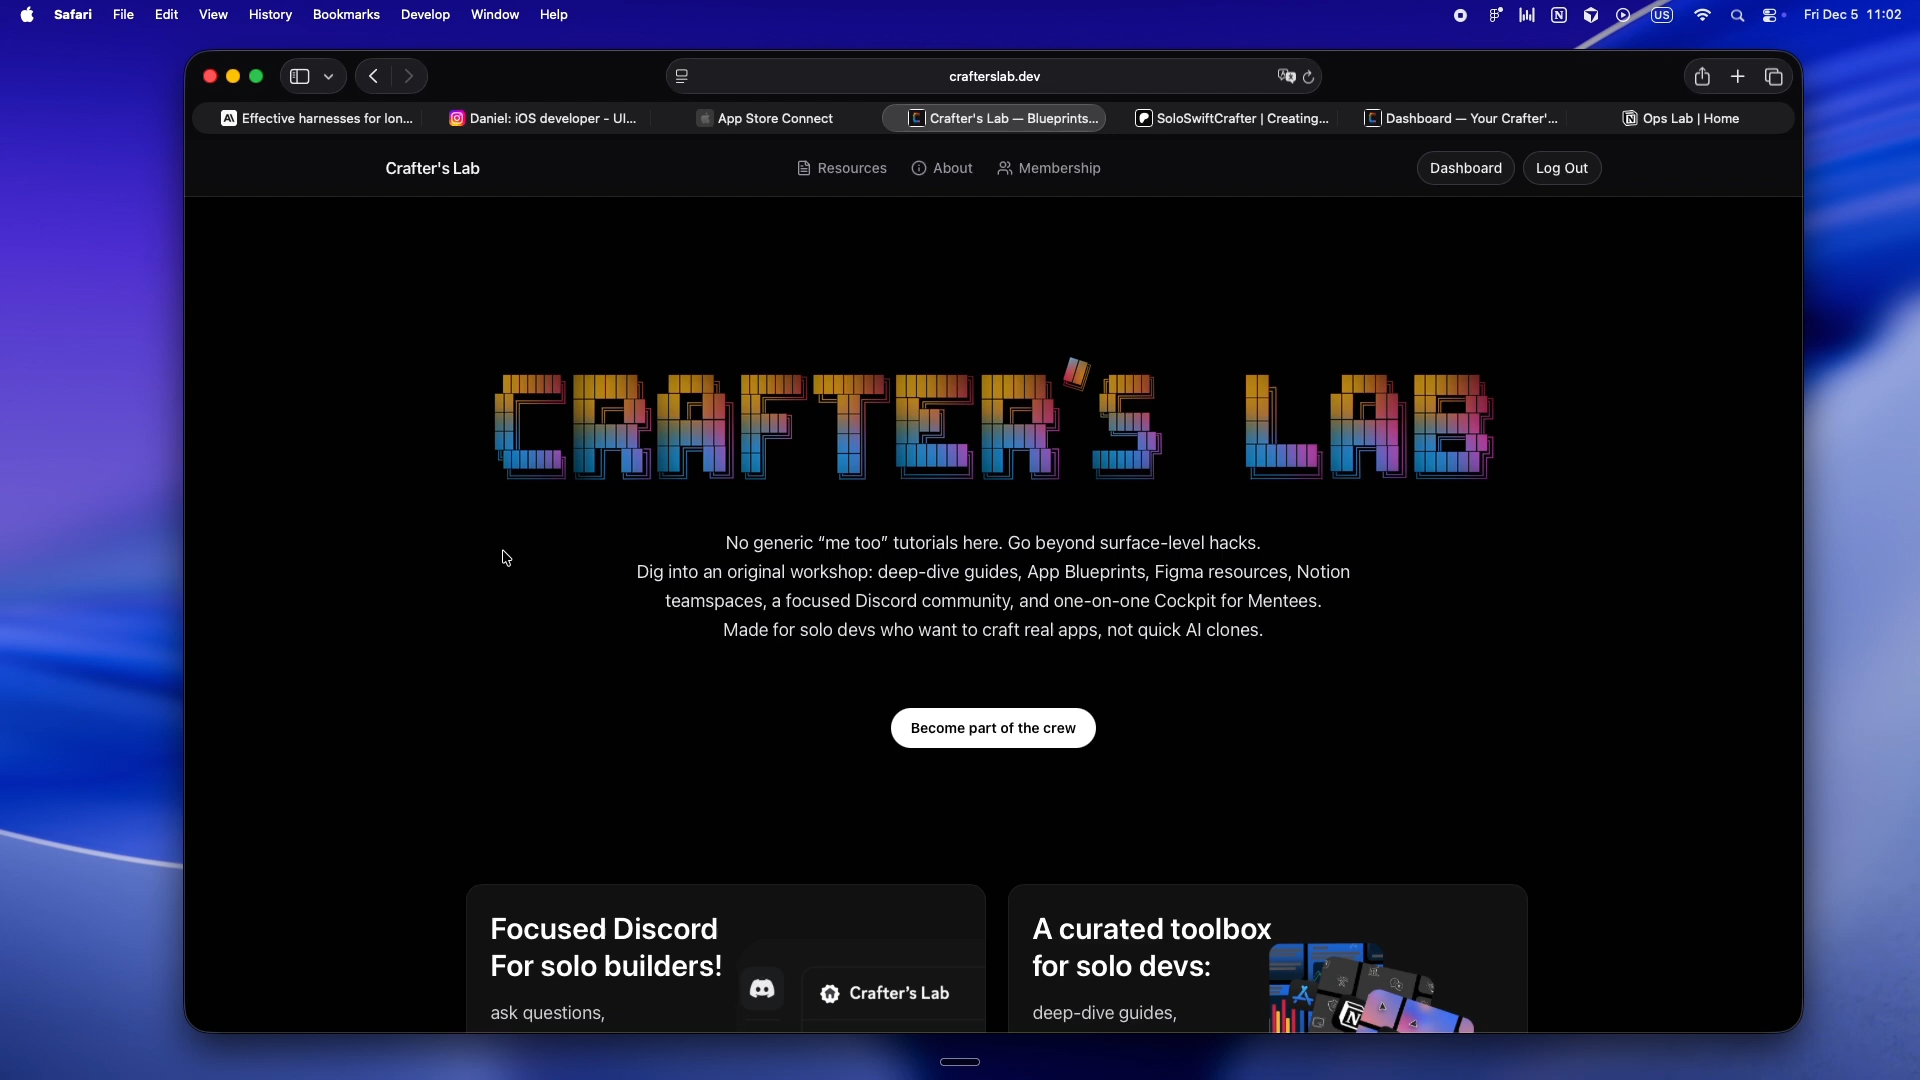 Safari File Edit View History Bookmarks Develop Window Help US Fri Dec 5 11:02
crafterslab.dev
Effective harnesses for lon... Daniel: iOS developer - UI... App Store Connect Crafter's Lab — Blueprints... SoloSwiftCrafter | Creating... Dashboard — Your Crafter'... Ops Lab | Home
Crafter's Lab Resources About Membership Dashboard Log Out
CRAFTER'S LAB
No generic “me too” tutorials here. Go beyond surface-level hacks.
Dig into an original workshop: deep-dive guides, App Blueprints, Figma resources, Notion
teamspaces, a focused Discord community, and one-on-one Cockpit for Mentees.
Made for solo devs who want to craft real apps, not quick AI clones.
Become part of the crew
Focused Discord
For solo builders!
ask questions,
Crafter's Lab
A curated toolbox
for solo devs:
deep-dive guides,